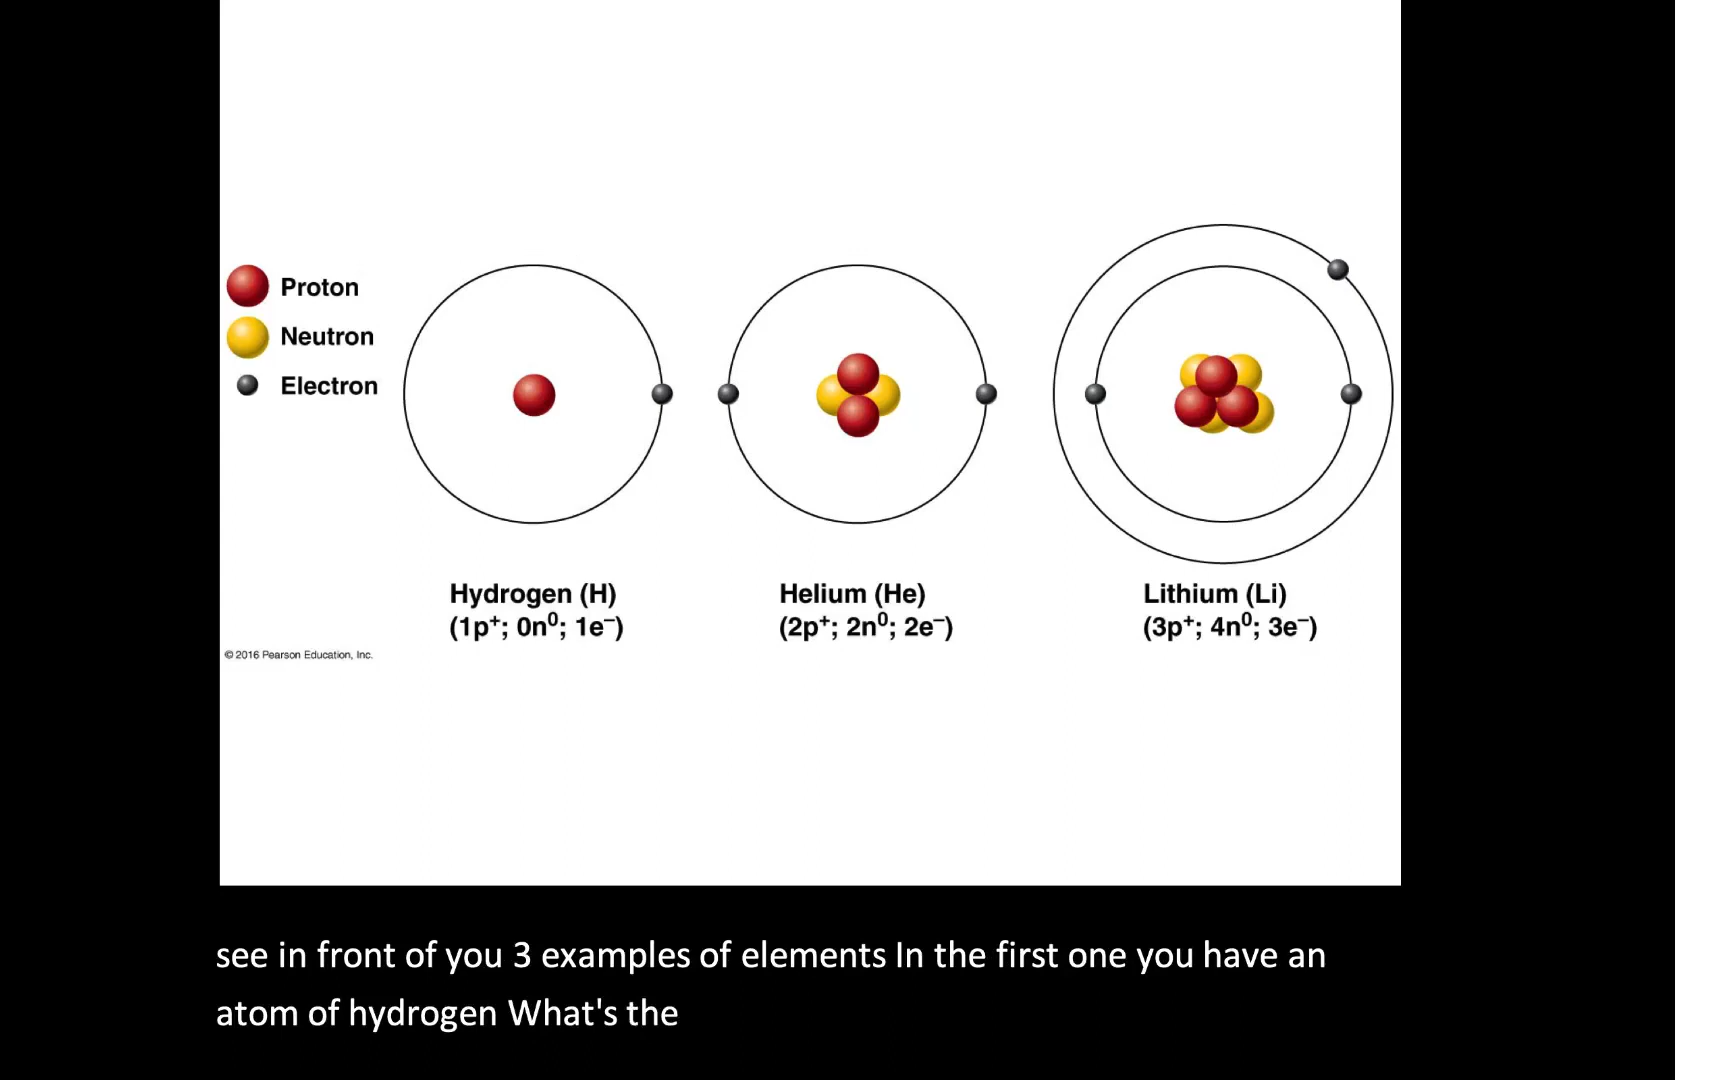 Proton
Neutron
Electron
Hydrogen (H)
(1p⁺; 0n⁰; 1e⁻)
Helium (He)
(2p⁺; 2n⁰; 2e⁻)
Lithium (Li)
(3p⁺; 4n⁰; 3e⁻)
© 2016 Pearson Education, Inc.
see in front of you 3 examples of elements In the first one you have an
atom of hydrogen What's the